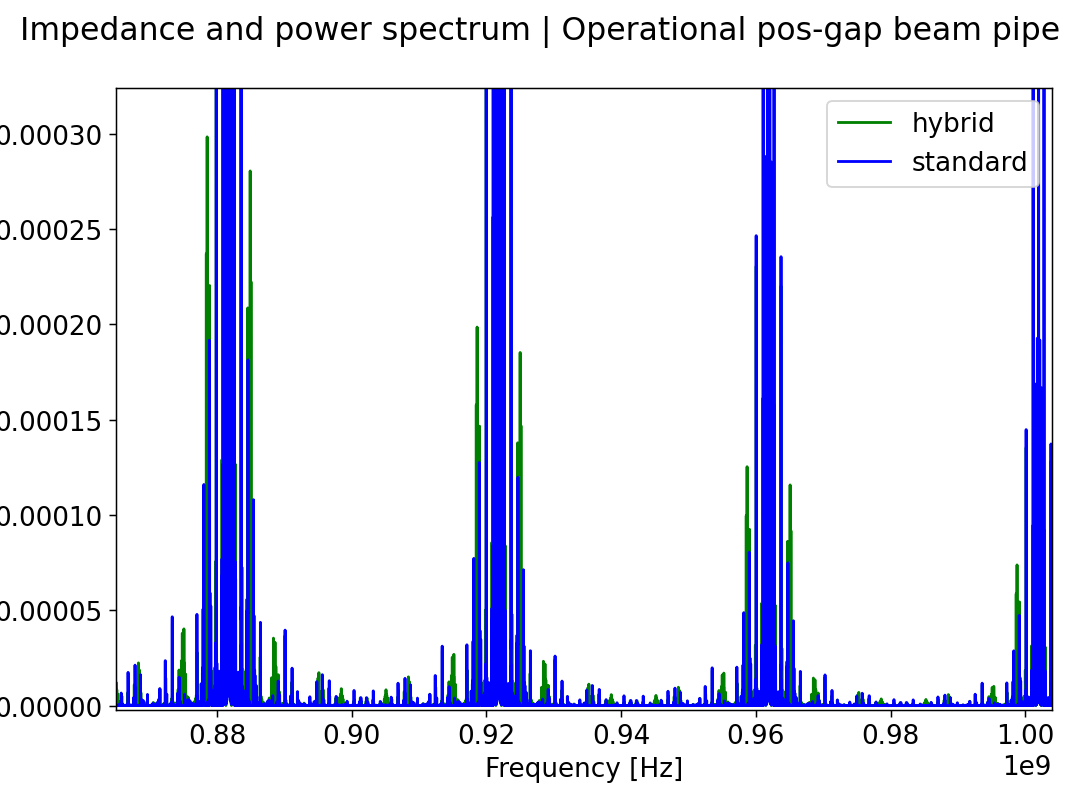 Impedance and power spectrum | Operational pos-gap beam pipe
hybrid
standard
0.00030
0.00025
0.00020
0.00015
0.00010
0.00005
0.00000
0.88 0.90 0.92 0.94 0.96 0.98 1.00
1e9
Frequency [Hz]